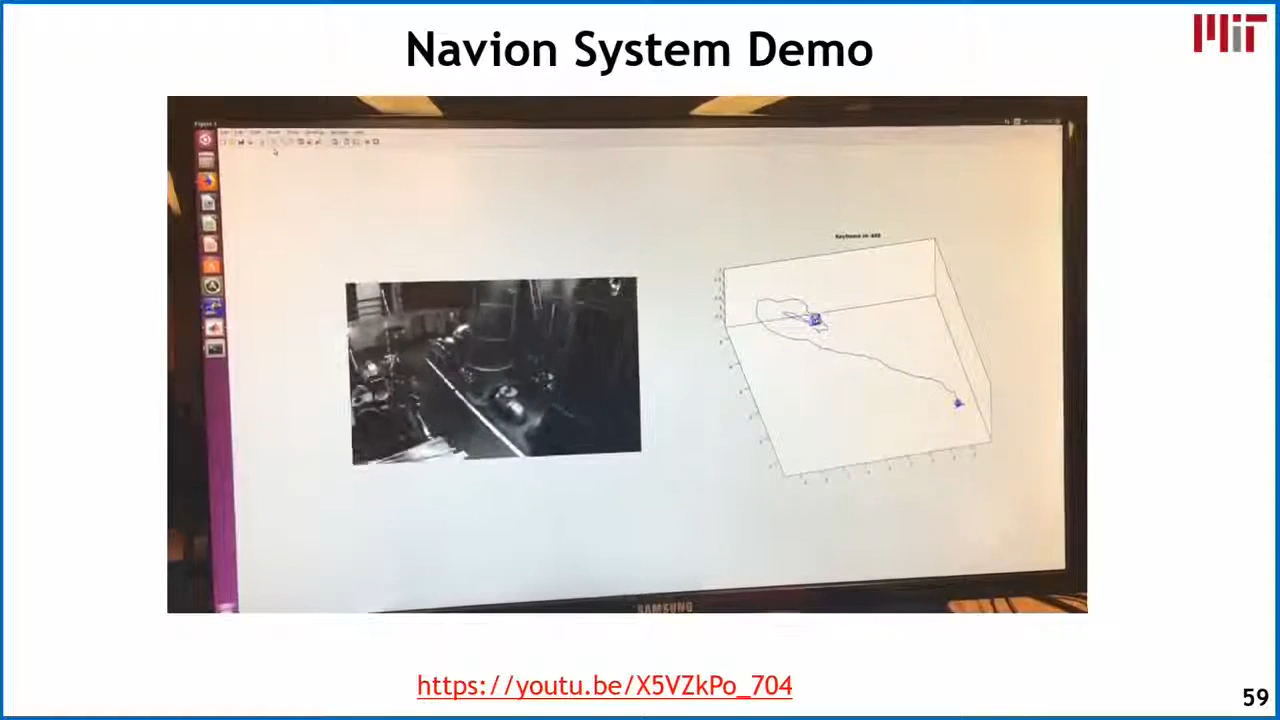 Navion System Demo
MIT
SAMSUNG
https://youtu.be/X5VZkPo_704
59